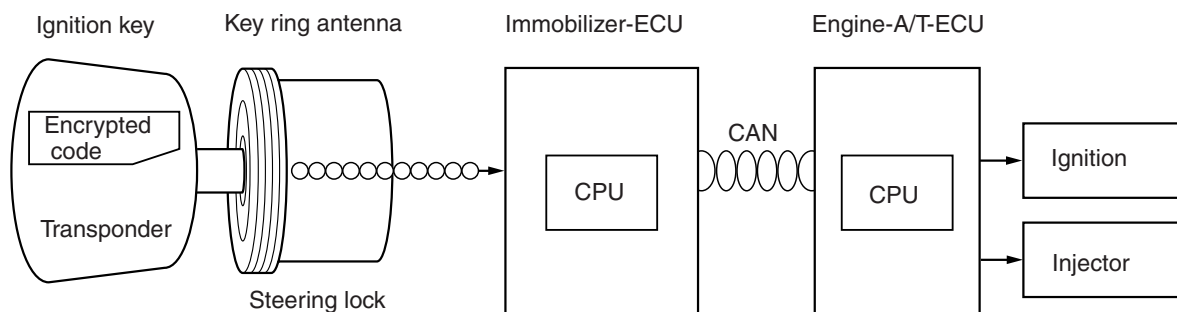 Ignition key
Key ring antenna
Immobilizer-ECU
Engine-A/T-ECU
Encrypted
code
Transponder
Steering lock
CPU
CAN
CPU
Ignition
Injector